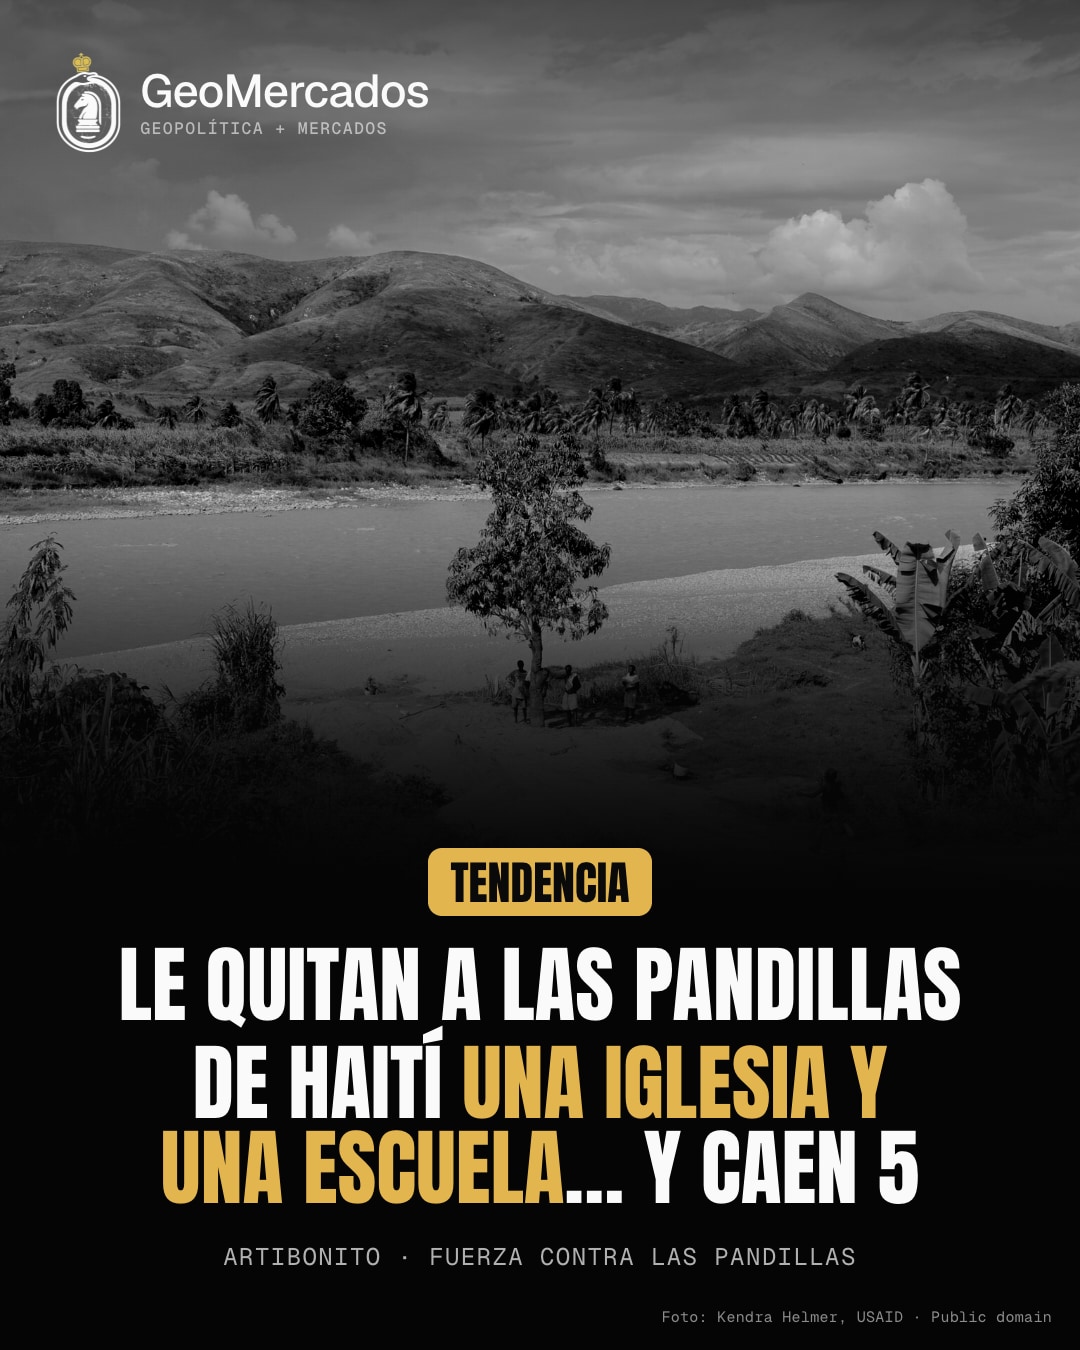 GeoMercados
GEOPOLÍTICA + MERCADOS
TENDENCIA
LE QUITAN A LAS PANDILLAS
DE HAITÍ UNA IGLESIA Y
UNA ESCUELA... Y CAEN 5
ARTIBONITO · FUERZA CONTRA LAS PANDILLAS
Foto: Kendra Helmer, USAID · Public domain